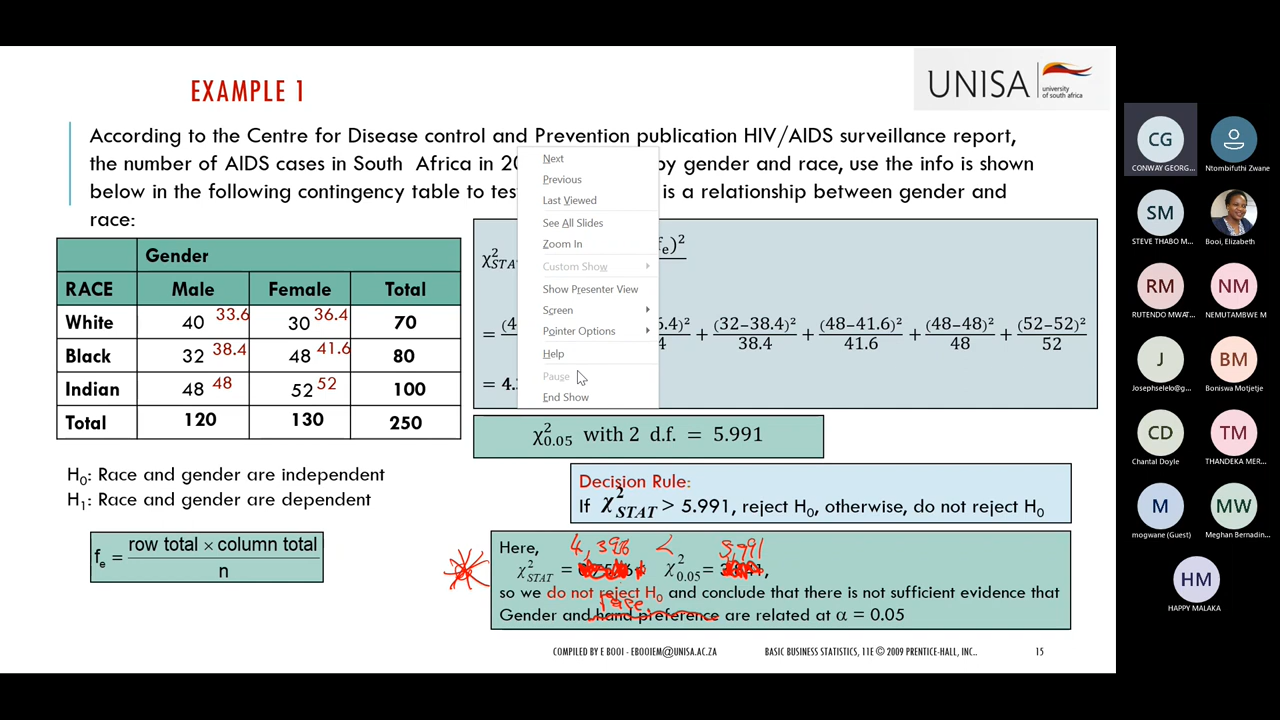 EXAMPLE 1
UNISA
university
of south africa
According to the Centre for Disease control and Prevention publication HIV/AIDS surveillance report,
the number of AIDS cases in South Africa in 20 by gender and race, use the info is shown
below in the following contingency table to tes is a relationship between gender and
race:
Gender
RACE Male Female Total
White 40 33.6 30 36.4 70
Black 32 38.4 48 41.6 80
Indian 48 48 52 52 100
Total 120 130 250
H₀: Race and gender are independent
H₁: Race and gender are dependent
fₑ = row total × column total / n
Next
Previous
Last Viewed
See All Slides
Zoom In
Custom Show
Show Presenter View
Screen
Pointer Options
Help
Pause
End Show
χ²STA fₑ)²
= (4 6.4)²/4 + (32−38.4)²/38.4 + (48−41.6)²/41.6 + (48−48)²/48 + (52−52)²/52
= 4.
χ²0.05 with 2 d.f. = 5.991
Decision Rule:
If χ²STAT > 5.991, reject H₀, otherwise, do not reject H₀
Here, 4,396 < 5,991
χ²STAT = χ²0.05 = ,
so we do not reject H₀ and conclude that there is not sufficient evidence that
race
Gender and hand preference are related at α = 0.05
COMPILED BY E BOOI - EBOOIEM@UNISA.AC.ZA BASIC BUSINESS STATISTICS, 11E © 2009 PRENTICE-HALL, INC.. 15
CG
CONWAY GEORG...
Ntombifuthi Zwane
SM
STEVE THABO M...
Booi, Elizabeth
RM
RUTENDO MWAT...
NM
NEMUTAMBWE M...
J
Josephselelo@g...
BM
Boniswa Motjetje
CD
Chantal Doyle
TM
THANDEKA MER...
M
mogwane (Guest)
MW
Meghan Bernadin...
HM
HAPPY MALAKA